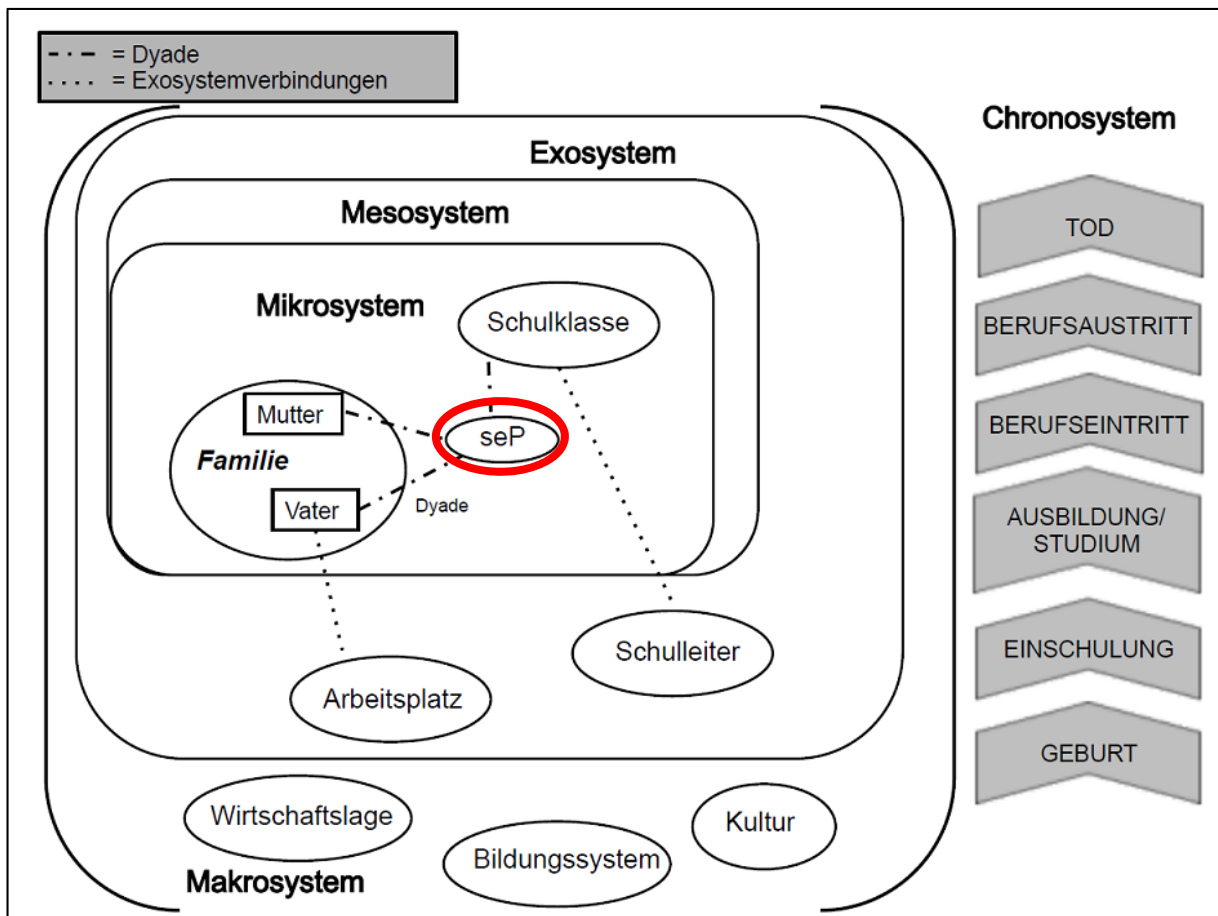 = Dyade
= Exosystemverbindungen
Chronosystem
Exosystem
Mesosystem
Mikrosystem
Schulklasse
Mutter
seP
Familie
Vater
Dyade
Schulleiter
Arbeitsplatz
Wirtschaftslage
Kultur
Bildungssystem
Makrosystem
TOD
BERUFSAUSTRITT
BERUFSEINTRITT
AUSBILDUNG/
STUDIUM
EINSCHULUNG
GEBURT